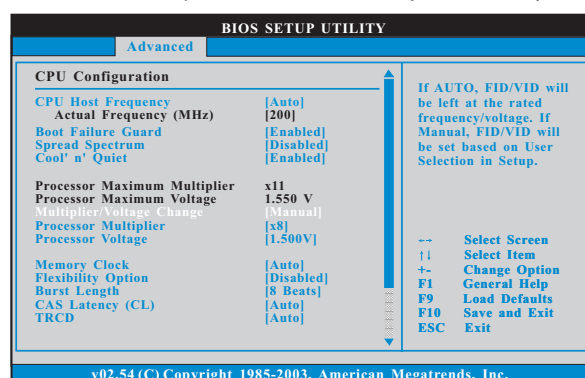 BIOS SETUP UTILITY
Advanced
CPU Configuration
CPU Host Frequency [Auto]
Actual Frequency (MHz) [200]
Boot Failure Guard [Enabled]
Spread Spectrum [Disabled]
Cool' n' Quiet [Enabled]
Processor Maximum Multiplier x11
Processor Maximum Voltage 1.550 V
Multiplier/Voltage Change [Manual]
Processor Multiplier [x8]
Processor Voltage [1.500V]
Memory Clock [Auto]
Flexibility Option [Disabled]
Burst Length [8 Beats]
CAS Latency (CL) [Auto]
TRCD [Auto]
If AUTO, FID/VID will
be left at the rated
frequency/voltage. If
Manual, FID/VID will
be set based on User
Selection in Setup.
←→ Select Screen
↑↓ Select Item
+- Change Option
F1 General Help
F9 Load Defaults
F10 Save and Exit
ESC Exit
v02.54 (C) Copyright 1985-2003, American Megatrends, Inc.